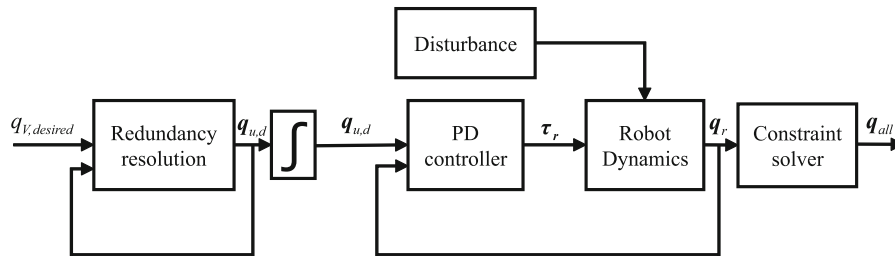 Disturbance
q_{V,desired}
Redundancy
resolution
q_{u,d}
∫
q_{u,d}
PD
controller
τ_r
Robot
Dynamics
q_r
Constraint
solver
q_{all}